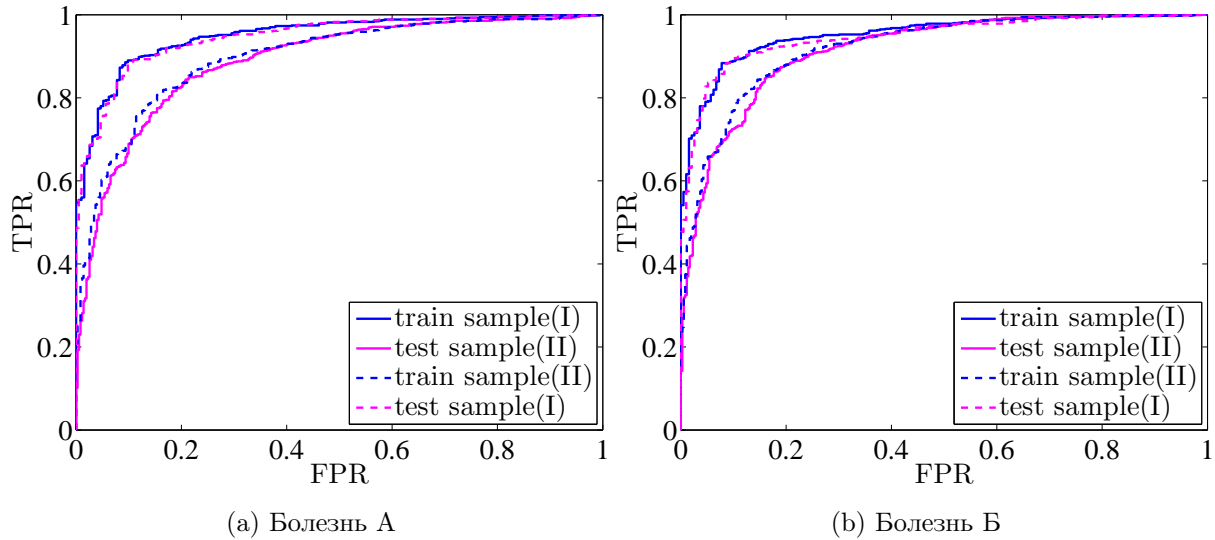 1
0.8
0.6
0.4
0.2
0
TPR
train sample(I)
test sample(II)
train sample(II)
test sample(I)
0 0.2 0.4 0.6 0.8 1
FPR
(a) Болезнь А
1
0.8
0.6
0.4
0.2
0
TPR
train sample(I)
test sample(II)
train sample(II)
test sample(I)
0 0.2 0.4 0.6 0.8 1
FPR
(b) Болезнь Б